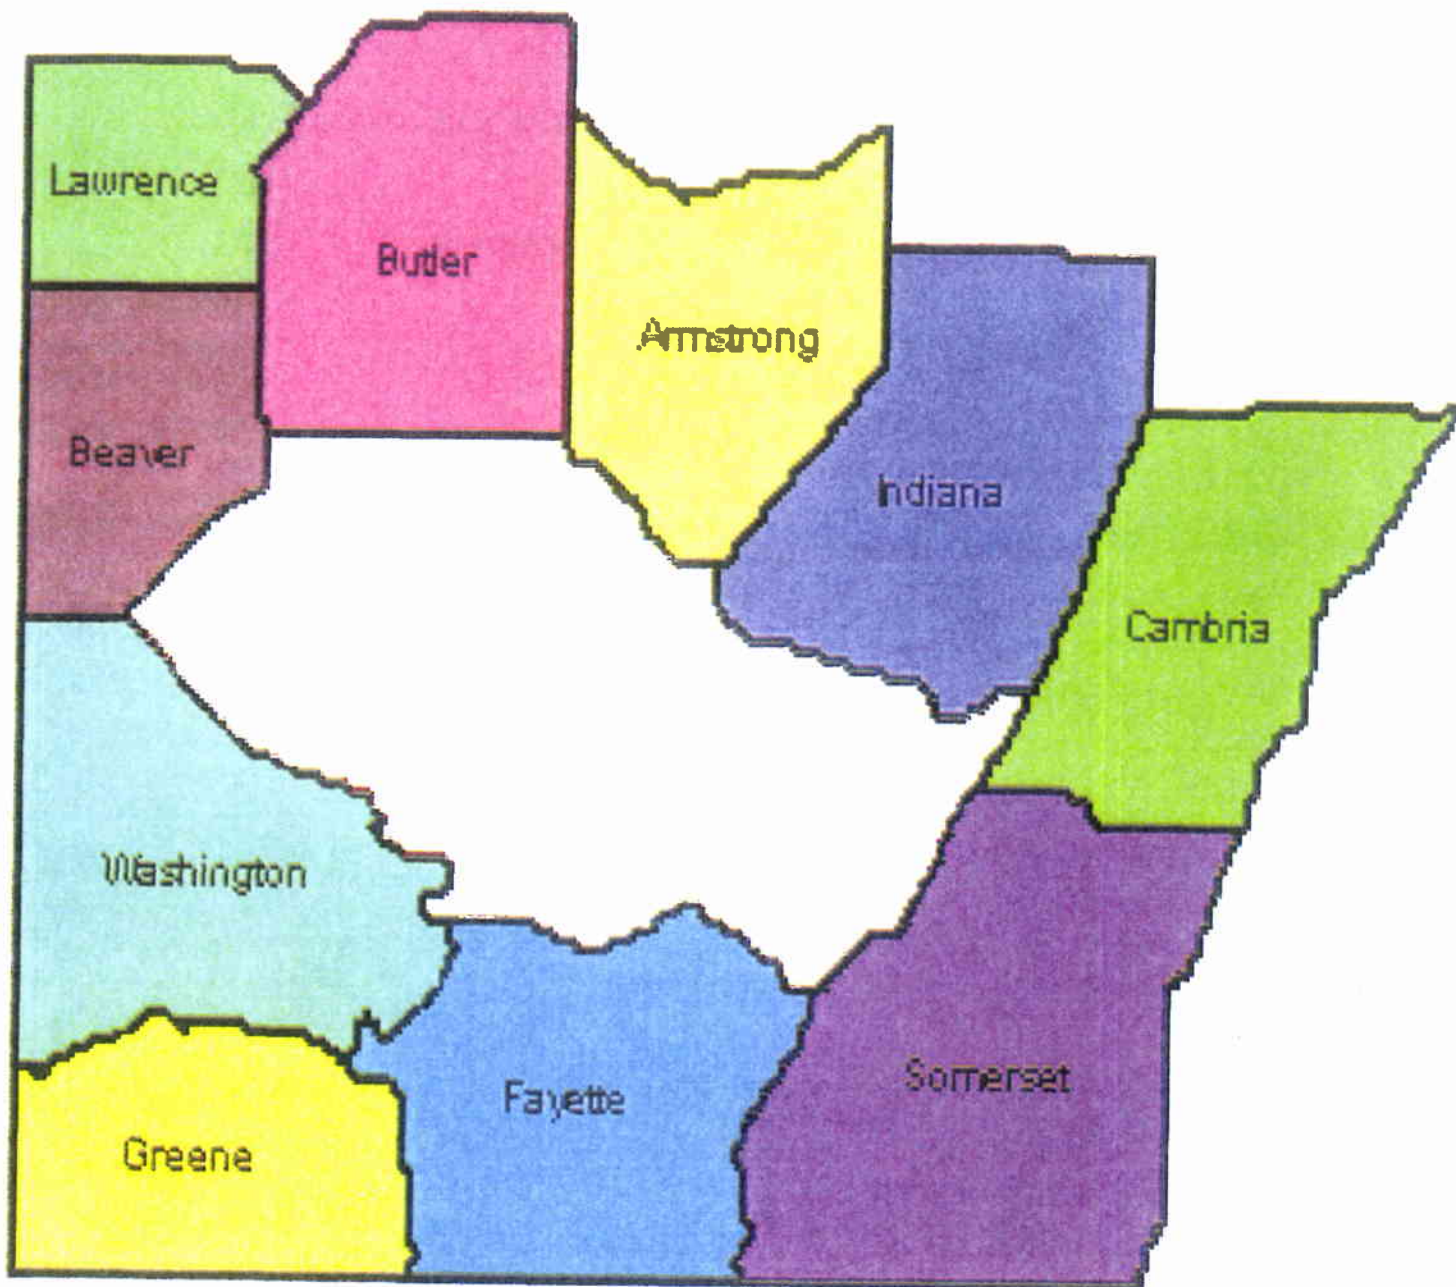 Lawrence
Butler
Armstrong
Beaver
Indiana
Cambria
Washington
Somerset
Fayette
Greene